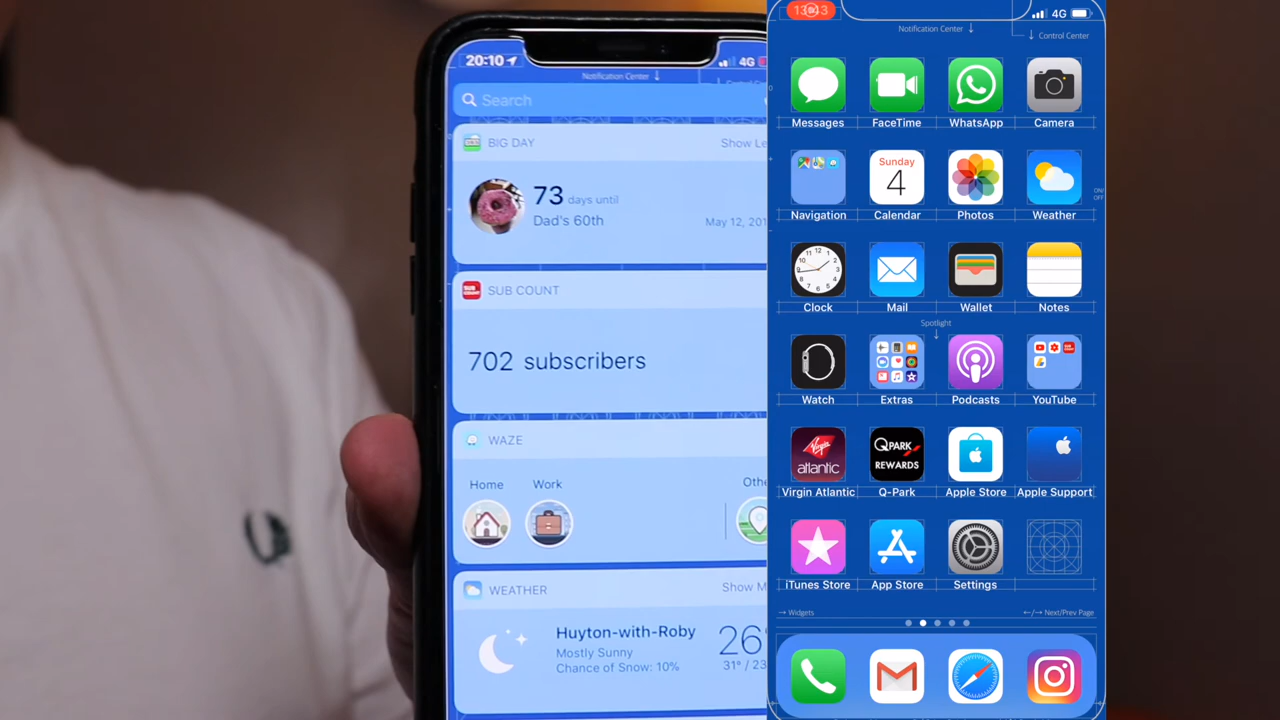 20:10
4G
Notification Center ↓
Search
BIG DAY
Show Le
73 days until
Dad's 60th
May 12, 201
SUB COUNT
702 subscribers
WAZE
Home Work
Othe
WEATHER
Show M
Huyton-with-Roby
Mostly Sunny
Chance of Snow: 10%
26°
31° / 23
4G
Notification Center ↓
↓ Control Center
Messages FaceTime WhatsApp Camera
Sunday
4
ON/
OFF
Navigation Calendar Photos Weather
Clock Mail Wallet Notes
Spotlight
↓
Watch Extras Podcasts YouTube
virgin
atlantic
Q-PARK
REWARDS
Virgin Atlantic Q-Park Apple Store Apple Support
iTunes Store App Store Settings
→ Widgets
←/→ Next/Prev Page